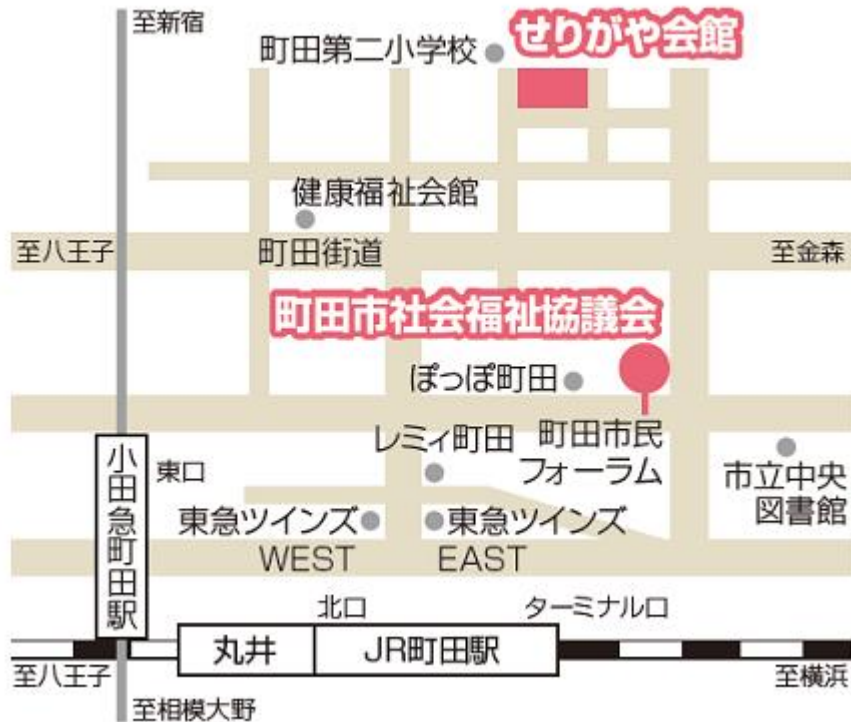 至新宿
町田第二小学校
せりがや会館
健康福祉会館
至八王子
町田街道
至金森
町田市社会福祉協議会
ぽっぽ町田
レミィ町田
町田市民
フォーラム
小田急町田駅
東口
市立中央
図書館
東急ツインズ
WEST
東急ツインズ
EAST
北口
ターミナル口
丸井
JR町田駅
至八王子
至横浜
至相模大野